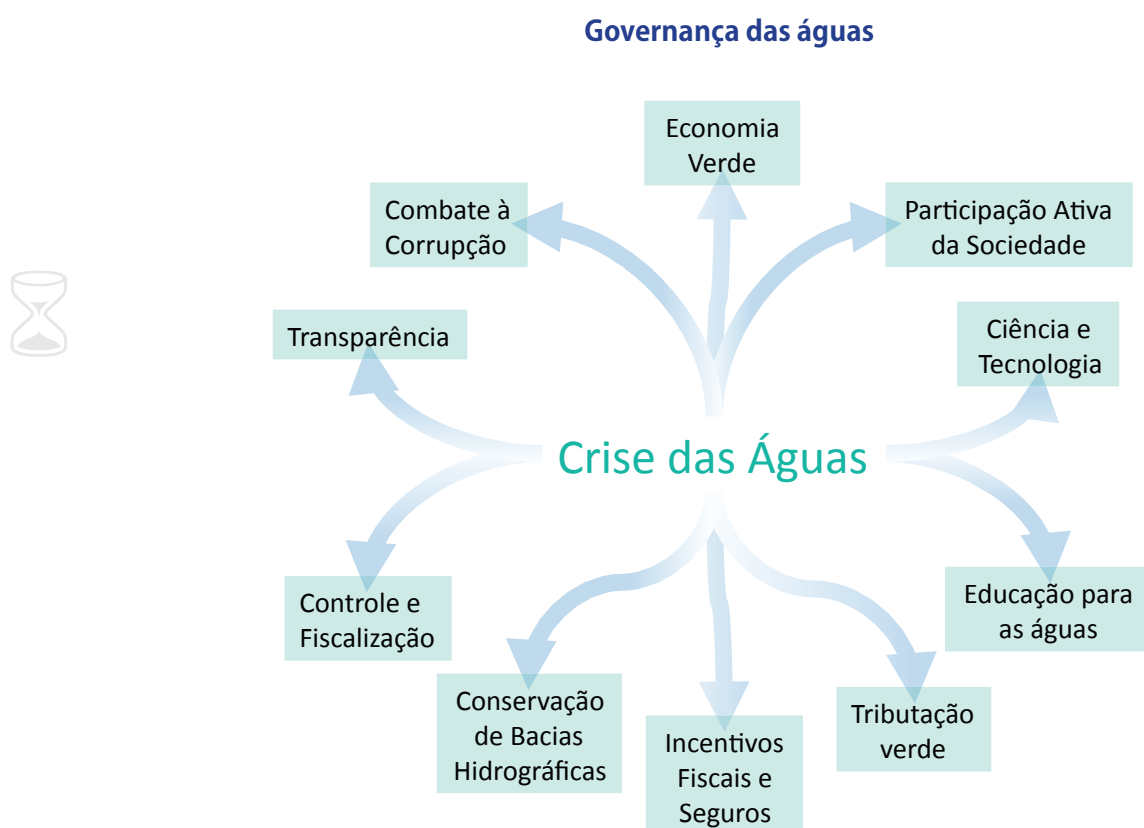 Governança das águas
Economia
Verde
Combate à
Corrupção
Participação Ativa
da Sociedade
Transparência
Ciência e
Tecnologia
Crise das Águas
Controle e
Fiscalização
Educação para
as águas
Conservação
de Bacias
Hidrográficas
Incentivos
Fiscais e
Seguros
Tributação
verde